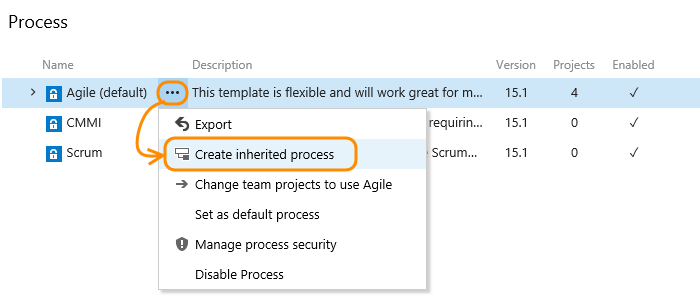 Process
Name Description Version Projects Enabled
Agile (default) ••• This template is flexible and will work great for m... 15.1 4 ✓
CMMI requirin... 15.1 0 ✓
Scrum Scrum... 15.1 0 ✓
Export
Create inherited process
Change team projects to use Agile
Set as default process
Manage process security
Disable Process